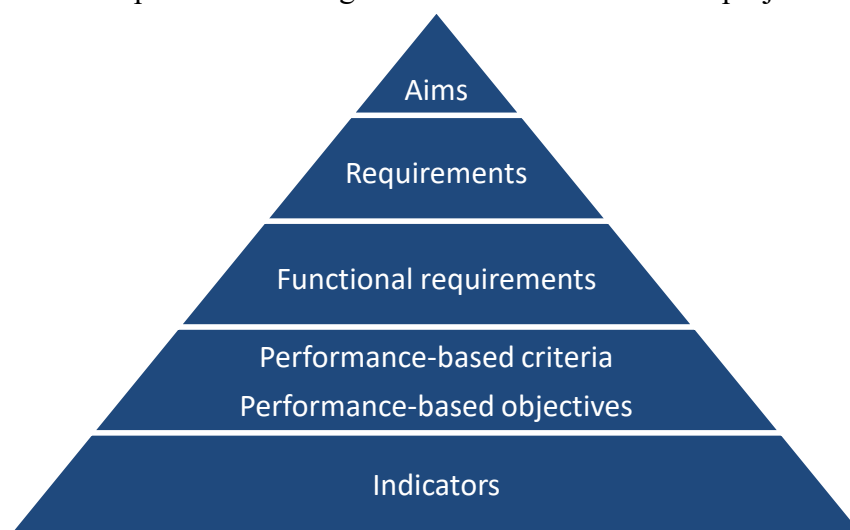 Aims
Requirements
Functional requirements
Performance-based criteria
Performance-based objectives
Indicators